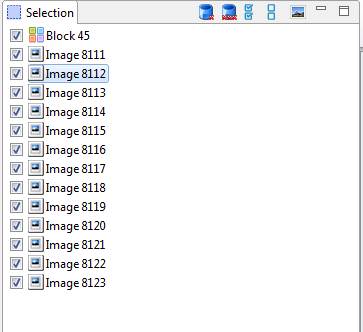 Selection
Block 45
Image 8111
Image 8112
Image 8113
Image 8114
Image 8115
Image 8116
Image 8117
Image 8118
Image 8119
Image 8120
Image 8121
Image 8122
Image 8123